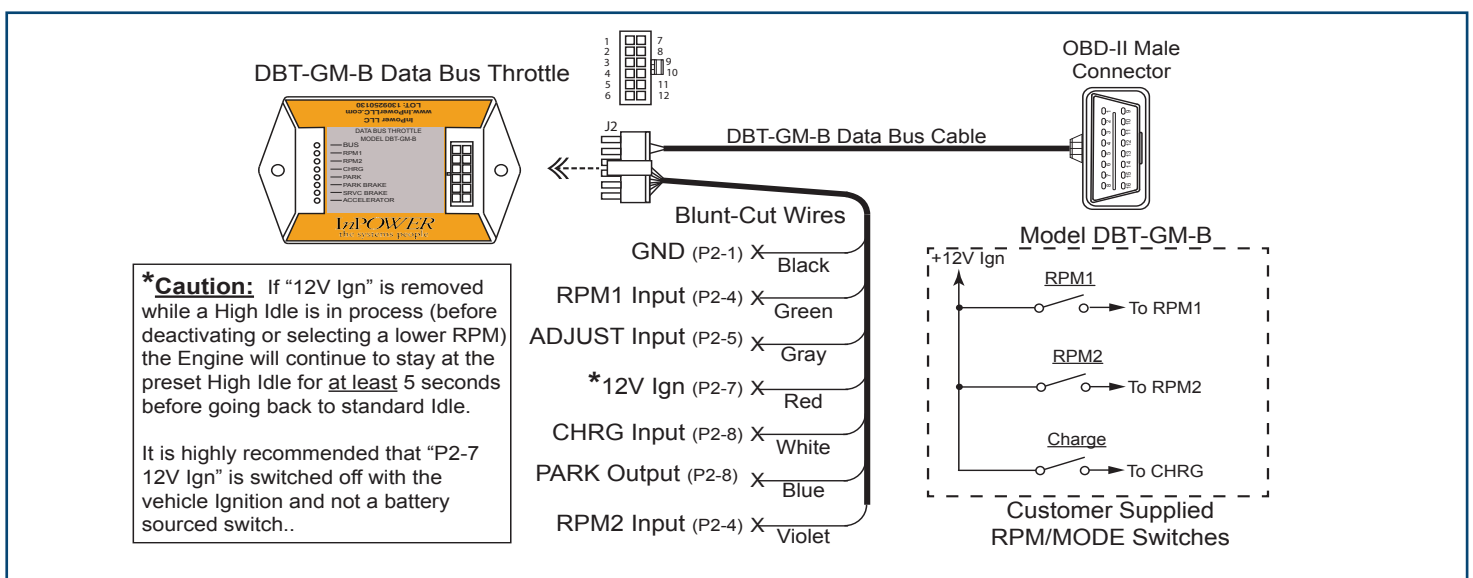 DBT-GM-B Data Bus Throttle
InPower LLC
www.InPowerLLC.com
LOT: 1309250130
DATA BUS THROTTLE
MODEL DBT-GM-B
BUS
RPM1
RPM2
CHRG
PARK
PARK BRAKE
SRVC BRAKE
ACCELERATOR
InPOWER
the systems people
1 7
2 8
3 9
4 10
5 11
6 12
J2
DBT-GM-B Data Bus Cable
OBD-II Male
Connector
Blunt-Cut Wires
GND (P2-1) X Black
RPM1 Input (P2-4) X Green
ADJUST Input (P2-5) X Gray
*12V Ign (P2-7) X Red
CHRG Input (P2-8) X White
PARK Output (P2-8) X Blue
RPM2 Input (P2-4) X Violet
*Caution: If “12V Ign” is removed
while a High Idle is in process (before
deactivating or selecting a lower RPM)
the Engine will continue to stay at the
preset High Idle for at least 5 seconds
before going back to standard Idle.
It is highly recommended that “P2-7
12V Ign” is switched off with the
vehicle Ignition and not a battery
sourced switch..
Model DBT-GM-B
+12V Ign
RPM1
To RPM1
RPM2
To RPM2
Charge
To CHRG
Customer Supplied
RPM/MODE Switches